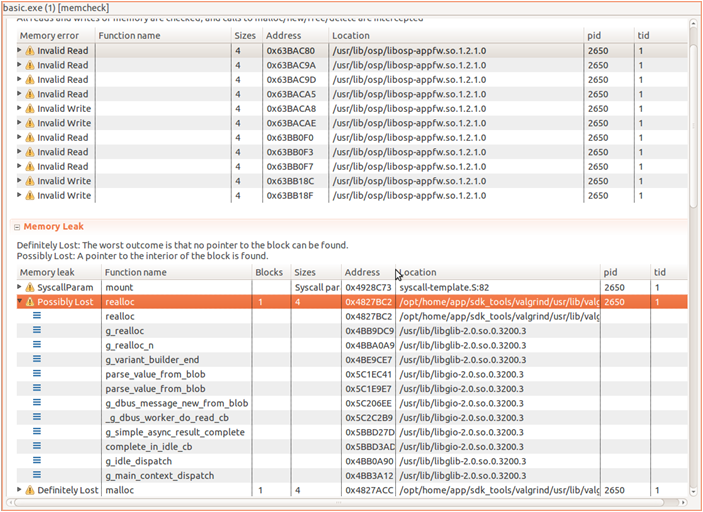 basic.exe (1) [memcheck]
All reads and writes of memory are checked, and calls to malloc/new/free/delete are intercepted
Memory error Function name Sizes Address Location pid tid
Invalid Read 4 0x63BAC80 /usr/lib/osp/libosp-appfw.so.1.2.1.0 2650 1
Invalid Read 4 0x63BAC9A /usr/lib/osp/libosp-appfw.so.1.2.1.0 2650 1
Invalid Read 4 0x63BAC9D /usr/lib/osp/libosp-appfw.so.1.2.1.0 2650 1
Invalid Read 4 0x63BACA5 /usr/lib/osp/libosp-appfw.so.1.2.1.0 2650 1
Invalid Write 4 0x63BACA8 /usr/lib/osp/libosp-appfw.so.1.2.1.0 2650 1
Invalid Write 4 0x63BACAE /usr/lib/osp/libosp-appfw.so.1.2.1.0 2650 1
Invalid Read 4 0x63BB0F0 /usr/lib/osp/libosp-appfw.so.1.2.1.0 2650 1
Invalid Read 4 0x63BB0F3 /usr/lib/osp/libosp-appfw.so.1.2.1.0 2650 1
Invalid Read 4 0x63BB0F7 /usr/lib/osp/libosp-appfw.so.1.2.1.0 2650 1
Invalid Write 4 0x63BB18C /usr/lib/osp/libosp-appfw.so.1.2.1.0 2650 1
Invalid Write 4 0x63BB18F /usr/lib/osp/libosp-appfw.so.1.2.1.0 2650 1
Memory Leak
Definitely Lost: The worst outcome is that no pointer to the block can be found.
Possibly Lost: A pointer to the interior of the block is found.
Memory leak Function name Blocks Sizes Address Location pid tid
SyscallParam mount Syscall par 0x4928C73 syscall-template.S:82 2650 1
Possibly Lost realloc 1 4 0x4827BC2 /opt/home/app/sdk_tools/valgrind/usr/lib/valg 2650 1
realloc 0x4827BC2 /opt/home/app/sdk_tools/valgrind/usr/lib/valg
g_realloc 0x4BB9DC9 /usr/lib/libglib-2.0.so.0.3200.3
g_realloc_n 0x4BBA0A9 /usr/lib/libglib-2.0.so.0.3200.3
g_variant_builder_end 0x4BE9CE7 /usr/lib/libglib-2.0.so.0.3200.3
parse_value_from_blob 0x5C1EC41 /usr/lib/libgio-2.0.so.0.3200.3
parse_value_from_blob 0x5C1E9E7 /usr/lib/libgio-2.0.so.0.3200.3
g_dbus_message_new_from_blob 0x5C206EE /usr/lib/libgio-2.0.so.0.3200.3
_g_dbus_worker_do_read_cb 0x5C2C2B9 /usr/lib/libgio-2.0.so.0.3200.3
g_simple_async_result_complete 0x5BBD27D /usr/lib/libgio-2.0.so.0.3200.3
complete_in_idle_cb 0x5BBD3AD /usr/lib/libgio-2.0.so.0.3200.3
g_idle_dispatch 0x4BB0A90 /usr/lib/libglib-2.0.so.0.3200.3
g_main_context_dispatch 0x4BB3A12 /usr/lib/libglib-2.0.so.0.3200.3
Definitely Lost malloc 1 4 0x4827ACC /opt/home/app/sdk_tools/valgrind/usr/lib/valg 2650 1